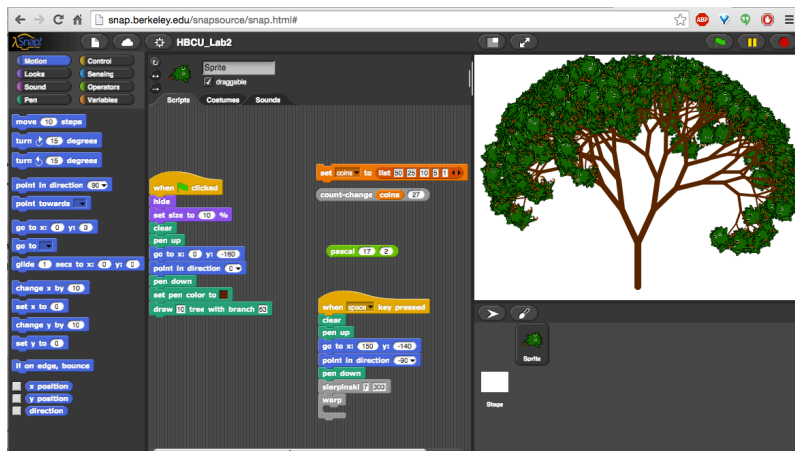 snap.berkeley.edu/snapsource/snap.html#
ABP
Snap!
HBCU_Lab2
Motion Control
Looks Sensing
Sound Operators
Pen Variables
move 10 steps
turn 15 degrees
turn 15 degrees
point in direction 90
point towards
go to x: 0 y: 0
go to
glide 1 secs to x: 0 y: 0
change x by 10
set x to 0
change y by 10
set y to 0
if on edge, bounce
x position
y position
direction
Sprite
draggable
Scripts Costumes Sounds
when clicked
hide
set size to 10 %
clear
pen up
go to x: 0 y: -160
point in direction 0
pen down
set pen color to
draw 10 tree with branch 63
set coins to list 50 25 10 5 1
count-change coins 27
pascal 17 2
when space key pressed
clear
pen up
go to x: 150 y: -140
point in direction -90
pen down
sierpinski 7 300
warp
Sprite
Stage